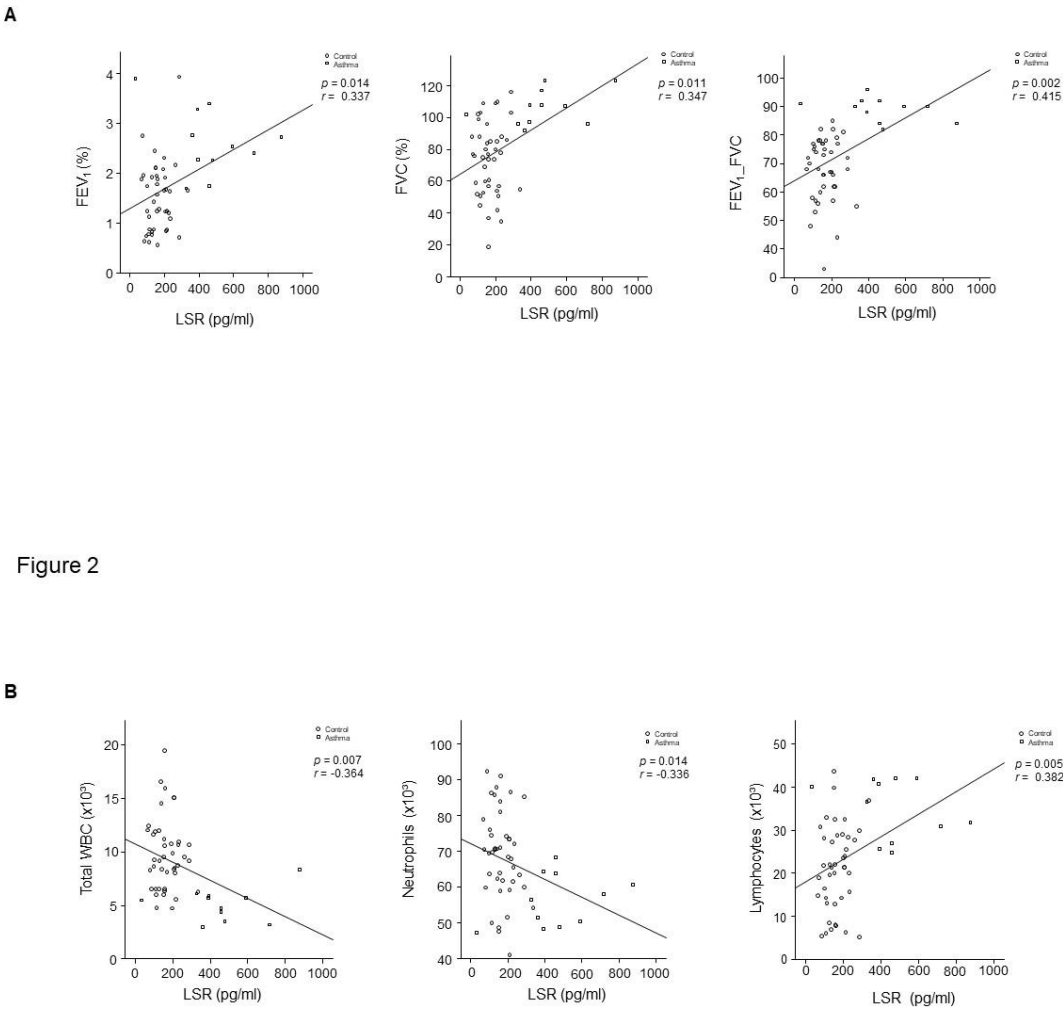 A
Control
Asthma
p = 0.014
r = 0.337
FEV₁ (%)
4
3
2
1
0
0 200 400 600 800 1000
LSR (pg/ml)
Control
Asthma
p = 0.011
r = 0.347
FVC (%)
120
100
80
60
40
20
0
0 200 400 600 800 1000
LSR (pg/ml)
Control
Asthma
p = 0.002
r = 0.415
FEV₁_FVC
100
90
80
70
60
50
40
0
0 200 400 600 800 1000
LSR (pg/ml)
Figure 2
B
Control
Asthma
p = 0.007
r = -0.364
Total WBC (x10³)
20
15
10
5
0
0 200 400 600 800 1000
LSR (pg/ml)
Control
Asthma
p = 0.014
r = -0.336
Neutrophils (x10³)
100
90
80
70
60
50
40
0 200 400 600 800 1000
LSR (pg/ml)
Control
Asthma
p = 0.005
r = 0.382
Lymphocytes (x10³)
50
40
30
20
10
0
0 200 400 600 800 1000
LSR (pg/ml)